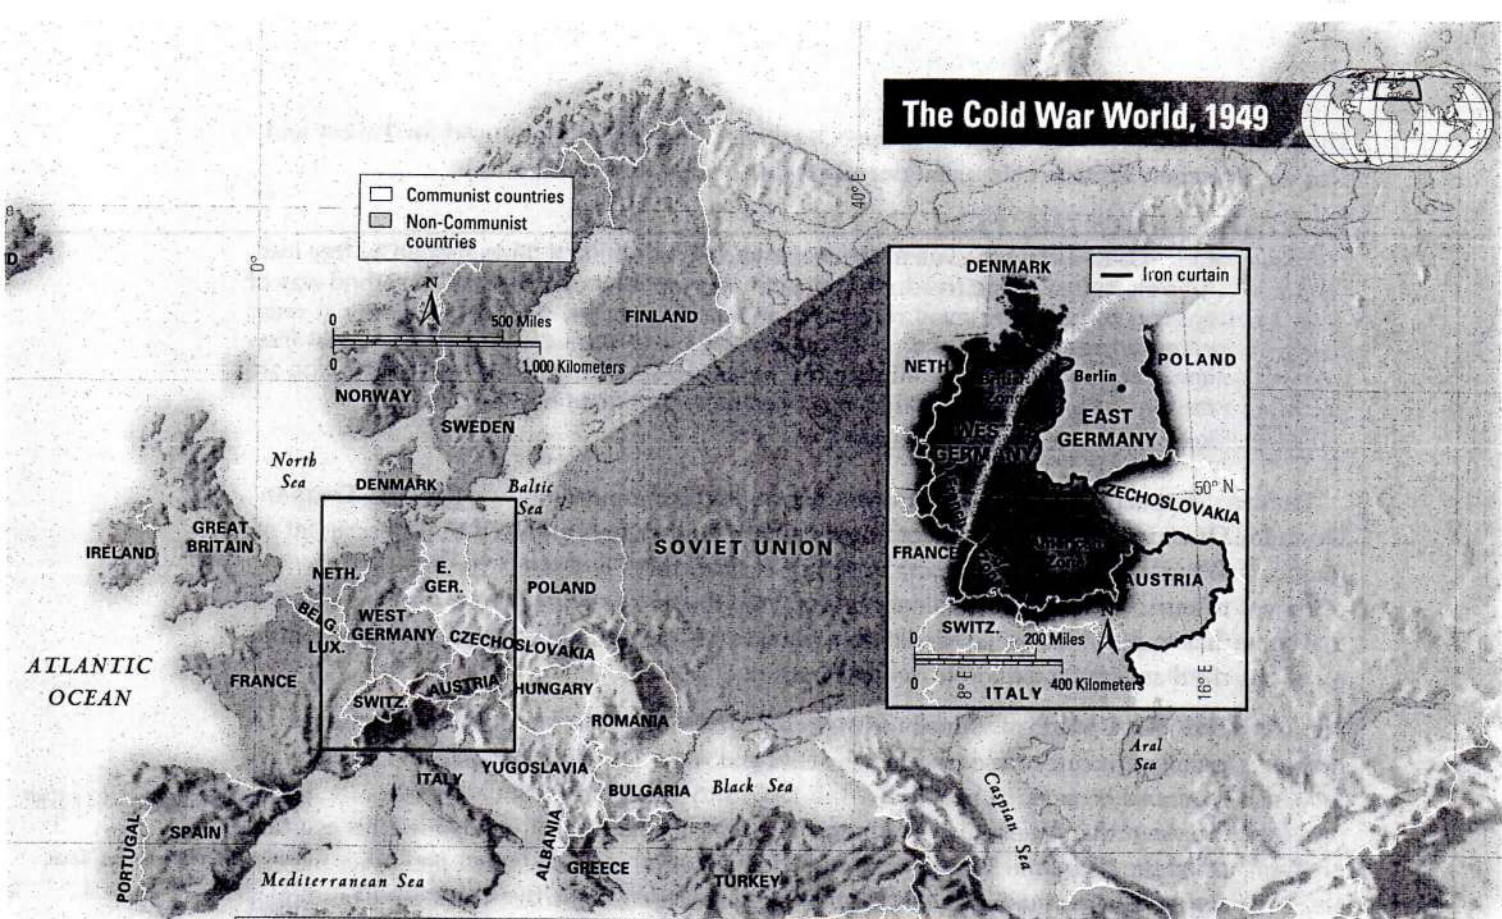 The Cold War World, 1949
Communist countries
Non-Communist
countries
D
0°
40° E
N
0
500 Miles
0
1,000 Kilometers
FINLAND
NORWAY
SWEDEN
North
Sea
DENMARK
Baltic
Sea
GREAT
BRITAIN
IRELAND
NETH.
BELG.
LUX.
WEST
GERMANY
E.
GER.
POLAND
SOVIET UNION
CZECHOSLOVAKIA
ATLANTIC
OCEAN
FRANCE
SWITZ.
AUSTRIA
HUNGARY
ROMANIA
ITALY
YUGOSLAVIA
BULGARIA
Black Sea
Caspian Sea
Aral
Sea
PORTUGAL
SPAIN
ALBANIA
GREECE
TURKEY
Mediterranean Sea
DENMARK
Iron curtain
NETH.
British
Zone
Berlin
POLAND
WEST
GERMANY
EAST
GERMANY
50° N
CZECHOSLOVAKIA
FRANCE
American
Zone
AUSTRIA
SWITZ.
N
0
200 Miles
0
400 Kilometers
8° E
ITALY
16° E